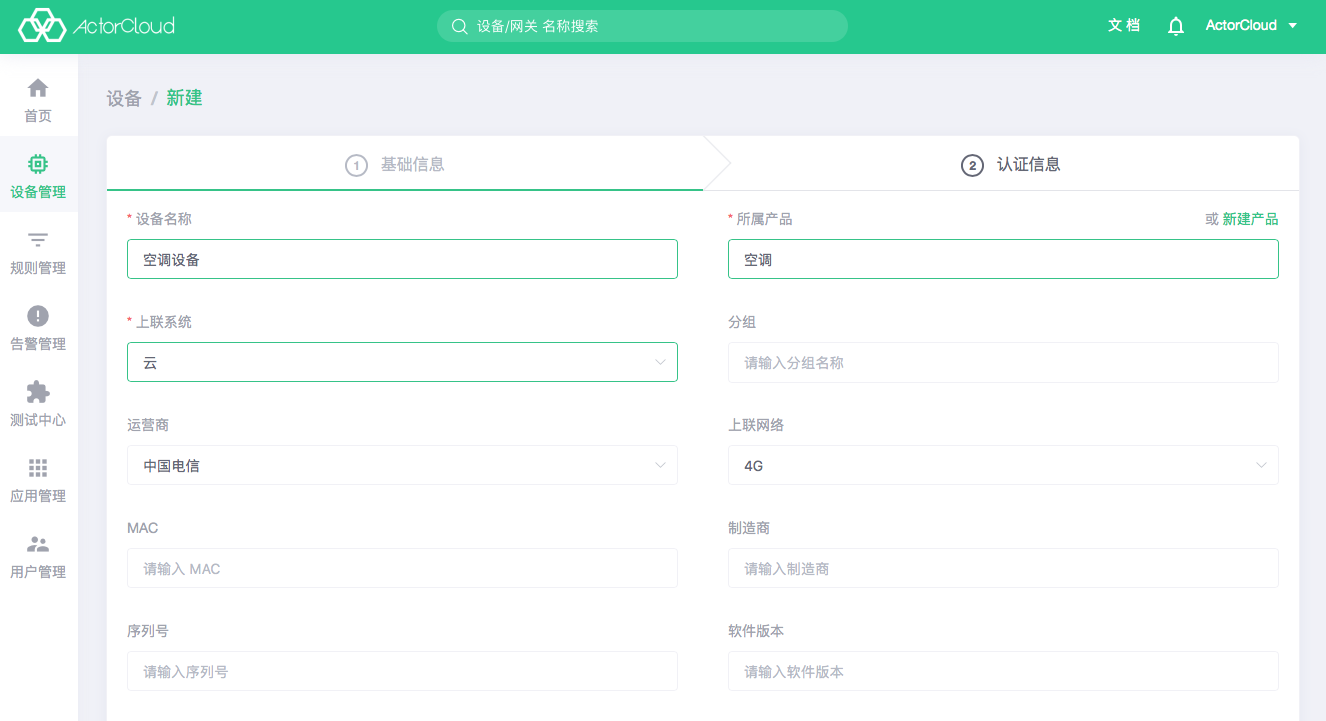 ActorCloud
设备/网关 名称搜索
文档
ActorCloud
首页
设备管理
规则管理
告警管理
测试中心
应用管理
用户管理
设备 / 新建
1 基础信息
2 认证信息
* 设备名称
空调设备
* 所属产品
或 新建产品
空调
* 上联系统
云
分组
请输入分组名称
运营商
中国电信
上联网络
4G
MAC
请输入 MAC
制造商
请输入制造商
序列号
请输入序列号
软件版本
请输入软件版本